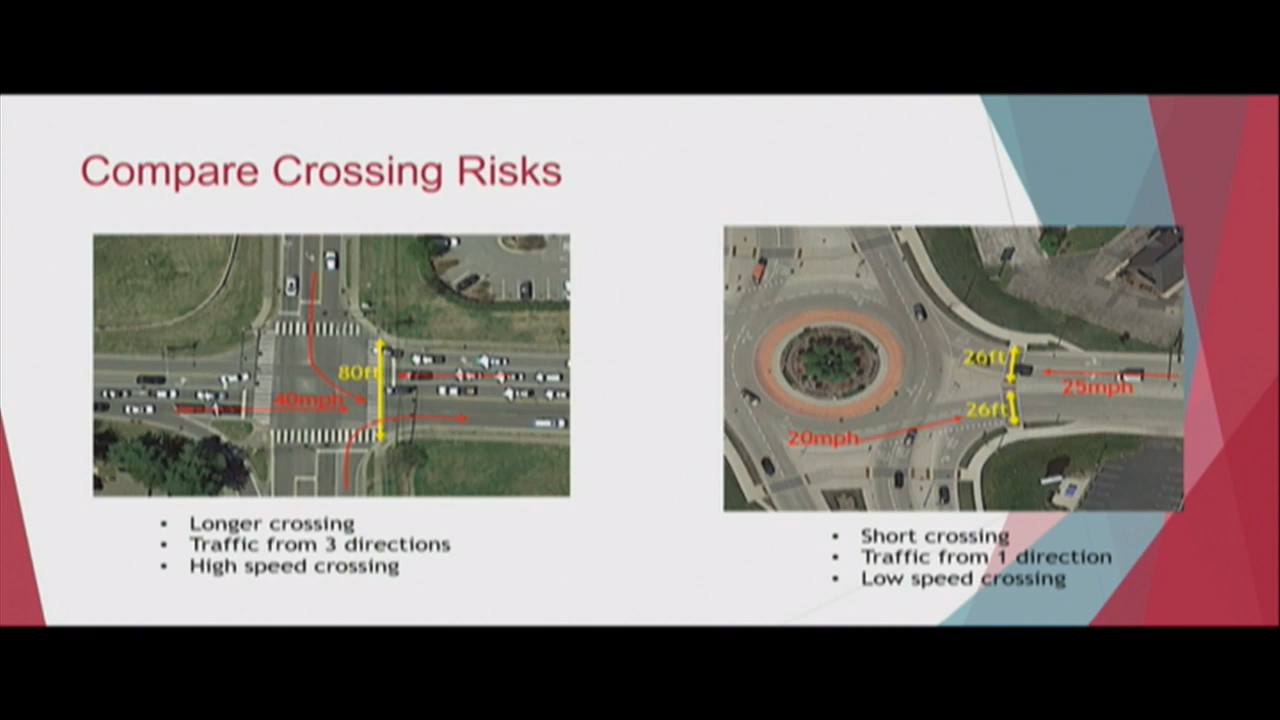 Compare Crossing Risks
80ft
40mph
• Longer crossing
• Traffic from 3 directions
• High speed crossing
26ft
25mph
26ft
20mph
• Short crossing
• Traffic from 1 direction
• Low speed crossing